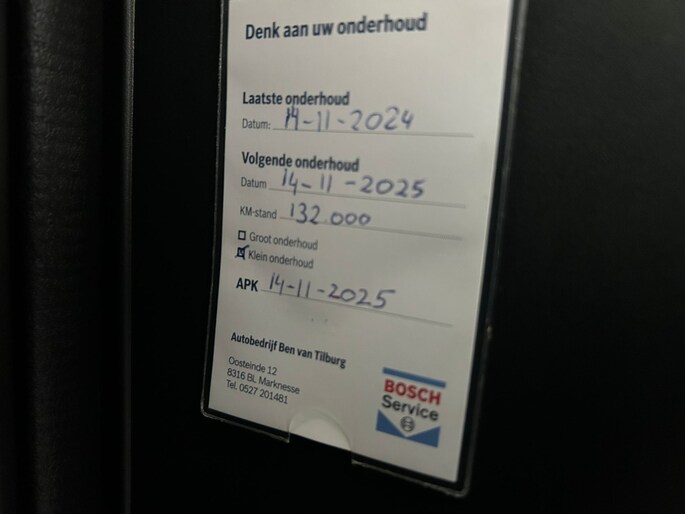 Denk aan uw onderhoud
Laatste onderhoud
Datum: 14-11-2024
Volgende onderhoud
Datum 14-11-2025
KM-stand 132.000
Groot onderhoud
Klein onderhoud
APK 14-11-2025
Autobedrijf Ben van Tilburg
Oosteinde 12
8316 BL Marknesse
Tel. 0527 201481
BOSCH
Service